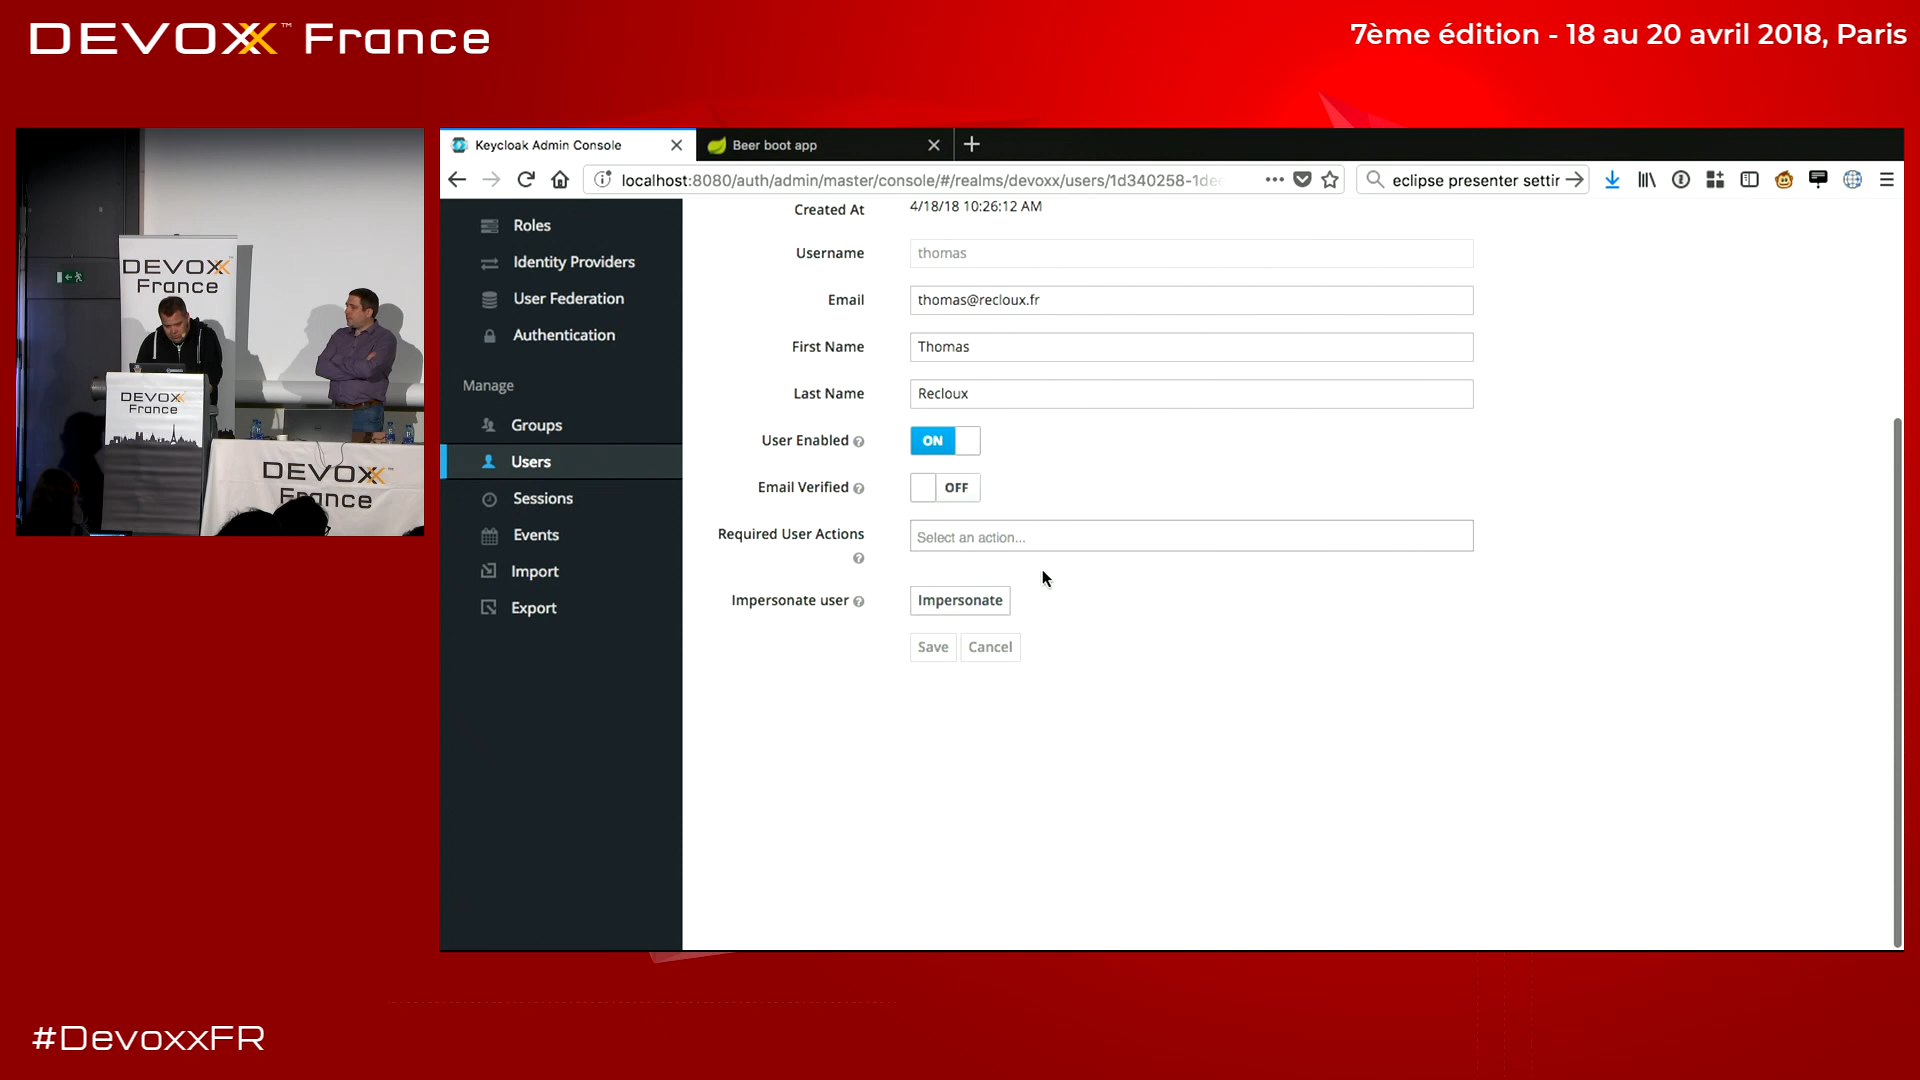 DEVOXX™ France
7ème édition - 18 au 20 avril 2018, Paris
DEVOXX™
France
DEVOXX
France
DEVOXX™
France
Keycloak Admin Console
Beer boot app
localhost:8080/auth/admin/master/console/#/realms/devoxx/users/1d340258-1de
eclipse presenter settir
Roles
Identity Providers
User Federation
Authentication
Manage
Groups
Users
Sessions
Events
Import
Export
Created At 4/18/18 10:26:12 AM
Username thomas
Email thomas@recloux.fr
First Name Thomas
Last Name Recloux
User Enabled ON
Email Verified OFF
Required User Actions Select an action...
Impersonate user Impersonate
Save Cancel
#DevoxxFR